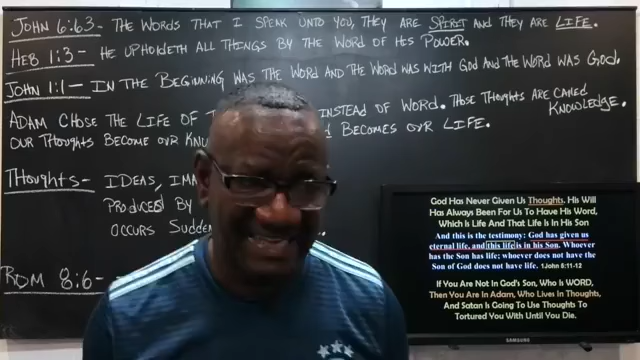 JOHN 6:63- THE WORDS THAT I SPEAK UNTO YOU, THEY ARE SPIRIT AND THEY ARE LIFE.
HEB 1:3- HE UPHOLDETH ALL THINGS BY THE WORD OF HIS POWER.
JOHN 1:1- IN THE BEGINNING WAS THE WORD AND THE WORD WAS WITH GOD AND THE WORD WAS GOD.
ADAM CHOSE THE LIFE OF INSTEAD OF WORD. THOSE THOUGHTS ARE CALLED KNOWLEDGE.
OUR THOUGHTS BECOME OUR BECOMES OUR LIFE.
THOUGHTS- IDEAS,
PRODUCED BY
OCCURS
ROM 8:6-
God Has Never Given Us Thoughts. His Will
Has Always Been For Us To Have His Word,
Which Is Life And That Life Is In His Son
And this is the testimony: God has given us
eternal life, and this life is in his Son. Whoever
has the Son has life; whoever does not have the
Son of God does not have life. 1John 5:11-12
If You Are Not In God's Son, Who Is WORD,
Then You Are In Adam, Who Lives In Thoughts,
And Satan Is Going To Use Thoughts To
Tortured You With Until You Die.
SAMSUNG